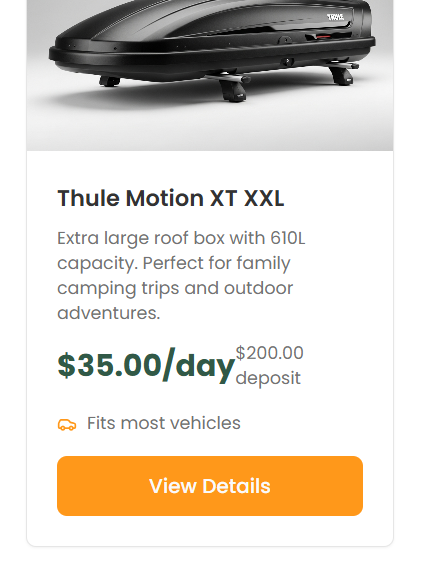 THULE
Thule Motion XT XXL
Extra large roof box with 610L
capacity. Perfect for family
camping trips and outdoor
adventures.
$35.00/day
$200.00
deposit
Fits most vehicles
View Details